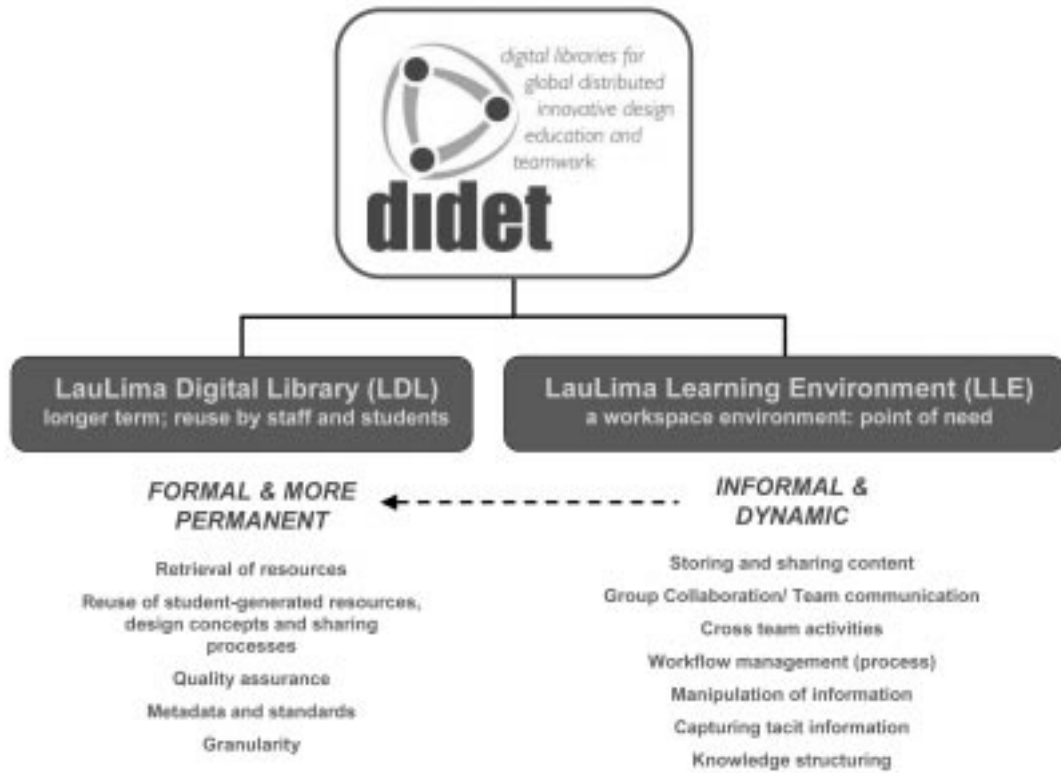 digital libraries for
global distributed
innovative design
education and
teamwork
didet
LauLima Digital Library (LDL)
longer term; reuse by staff and students
LauLima Learning Environment (LLE)
a workspace environment: point of need
FORMAL & MORE
PERMANENT
Retrieval of resources
Reuse of student-generated resources,
design concepts and sharing
processes
Quality assurance
Metadata and standards
Granularity
INFORMAL &
DYNAMIC
Storing and sharing content
Group Collaboration/ Team communication
Cross team activities
Workflow management (process)
Manipulation of information
Capturing tacit information
Knowledge structuring